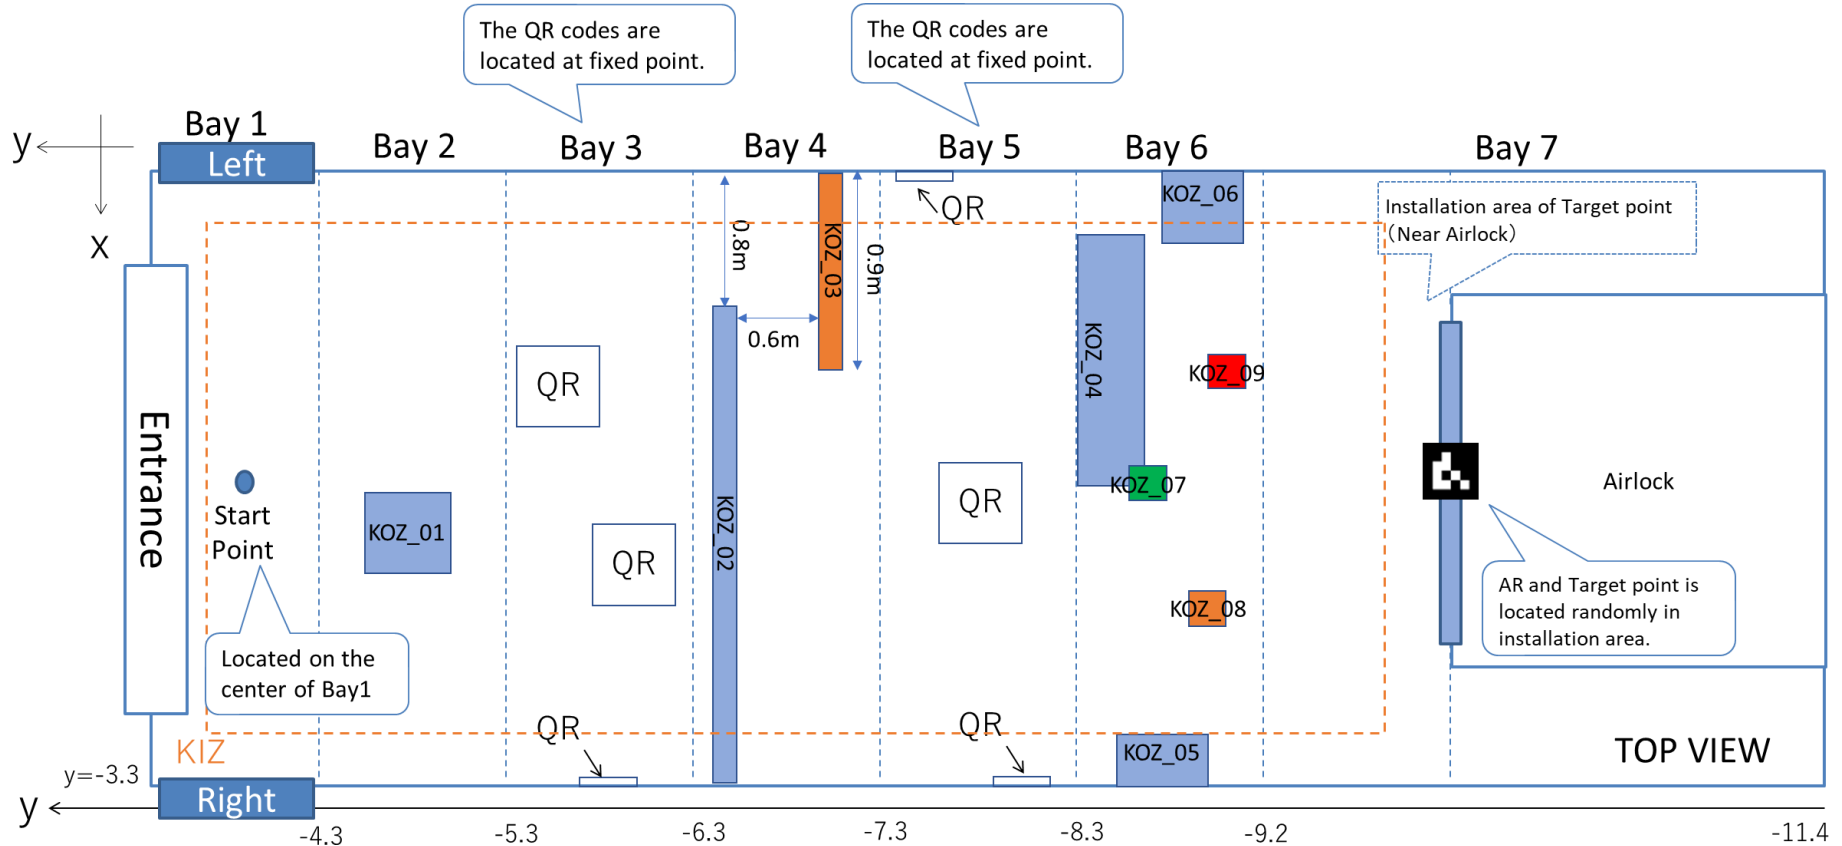 The QR codes are
located at fixed point.
The QR codes are
located at fixed point.
Bay 1
Bay 2
Bay 3
Bay 4
Bay 5
Bay 6
Bay 7
y
x
Left
QR
KOZ_06
Installation area of Target point
（Near Airlock）
0.8m
KOZ_03
0.9m
0.6m
KOZ_04
KOZ_09
QR
Entrance
Start
Point
KOZ_01
QR
KOZ_02
QR
KOZ_07
Airlock
KOZ_08
AR and Target point is
located randomly in
installation area.
Located on the
center of Bay1
QR
QR
KOZ_05
KIZ
TOP VIEW
y=-3.3
Right
y
-4.3
-5.3
-6.3
-7.3
-8.3
-9.2
-11.4